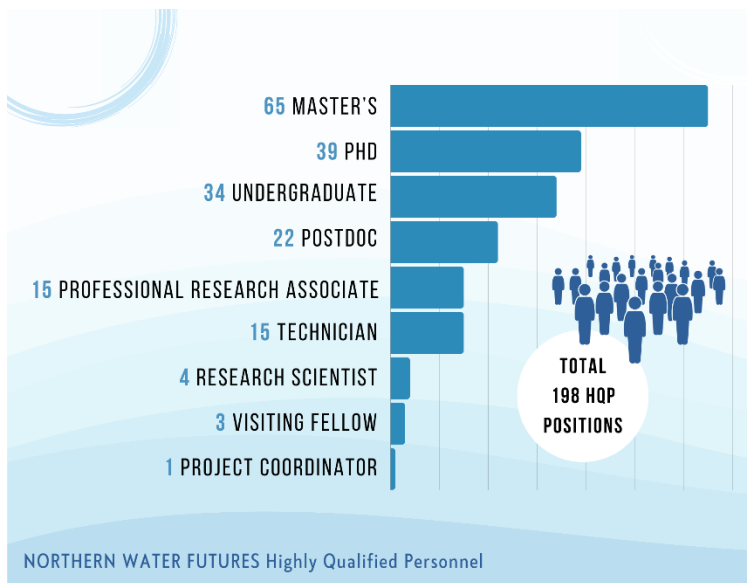 65 MASTER'S
39 PHD
34 UNDERGRADUATE
22 POSTDOC
15 PROFESSIONAL RESEARCH ASSOCIATE
15 TECHNICIAN
4 RESEARCH SCIENTIST
3 VISITING FELLOW
1 PROJECT COORDINATOR
TOTAL
198 HQP
POSITIONS
NORTHERN WATER FUTURES Highly Qualified Personnel